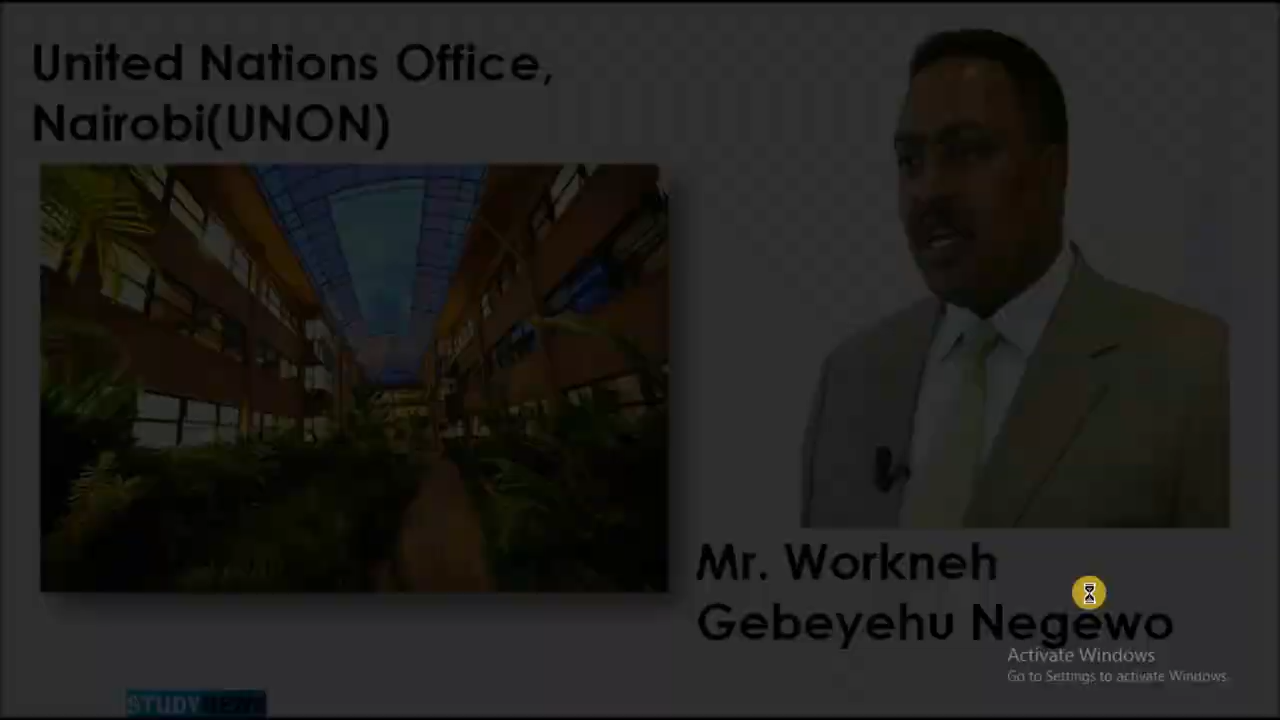 United Nations Office,
Nairobi(UNON)
Mr. Workneh
Gebeyehu Negewo
Activate Windows
Go to Settings to activate Windows.
STUDY